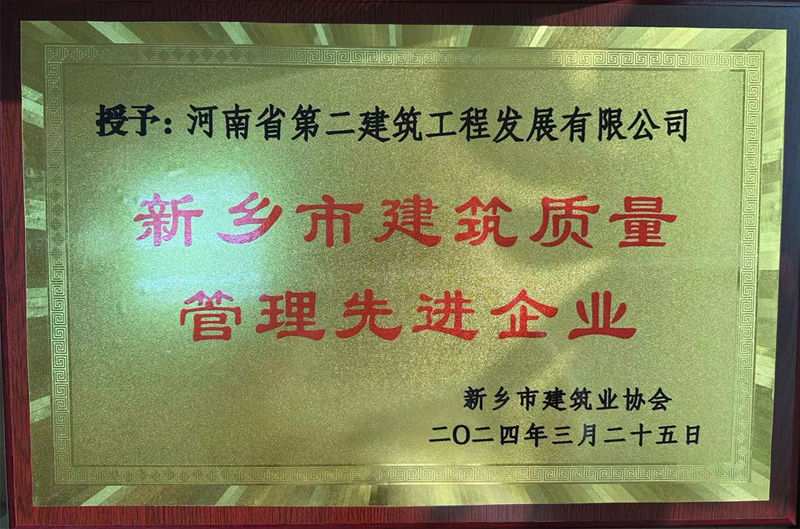 授予：河南省第二建筑工程发展有限公司
新乡市建筑质量
管理先进企业
新乡市建筑业协会
二〇二四年三月二十五日